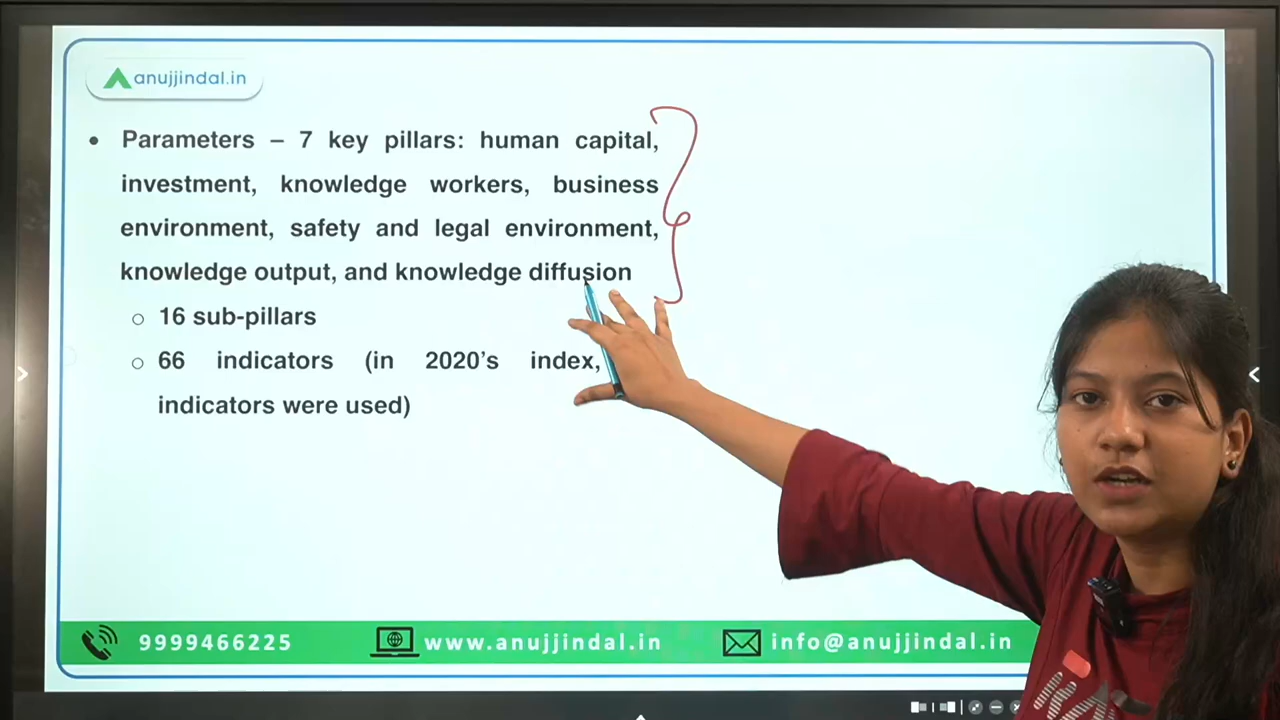 anujjindal.in
• Parameters – 7 key pillars: human capital,
investment, knowledge workers, business
environment, safety and legal environment,
knowledge output, and knowledge diffusion
○ 16 sub-pillars
○ 66 indicators (in 2020's index,
indicators were used)
9999466225 www.anujjindal.in info@anujjindal.in